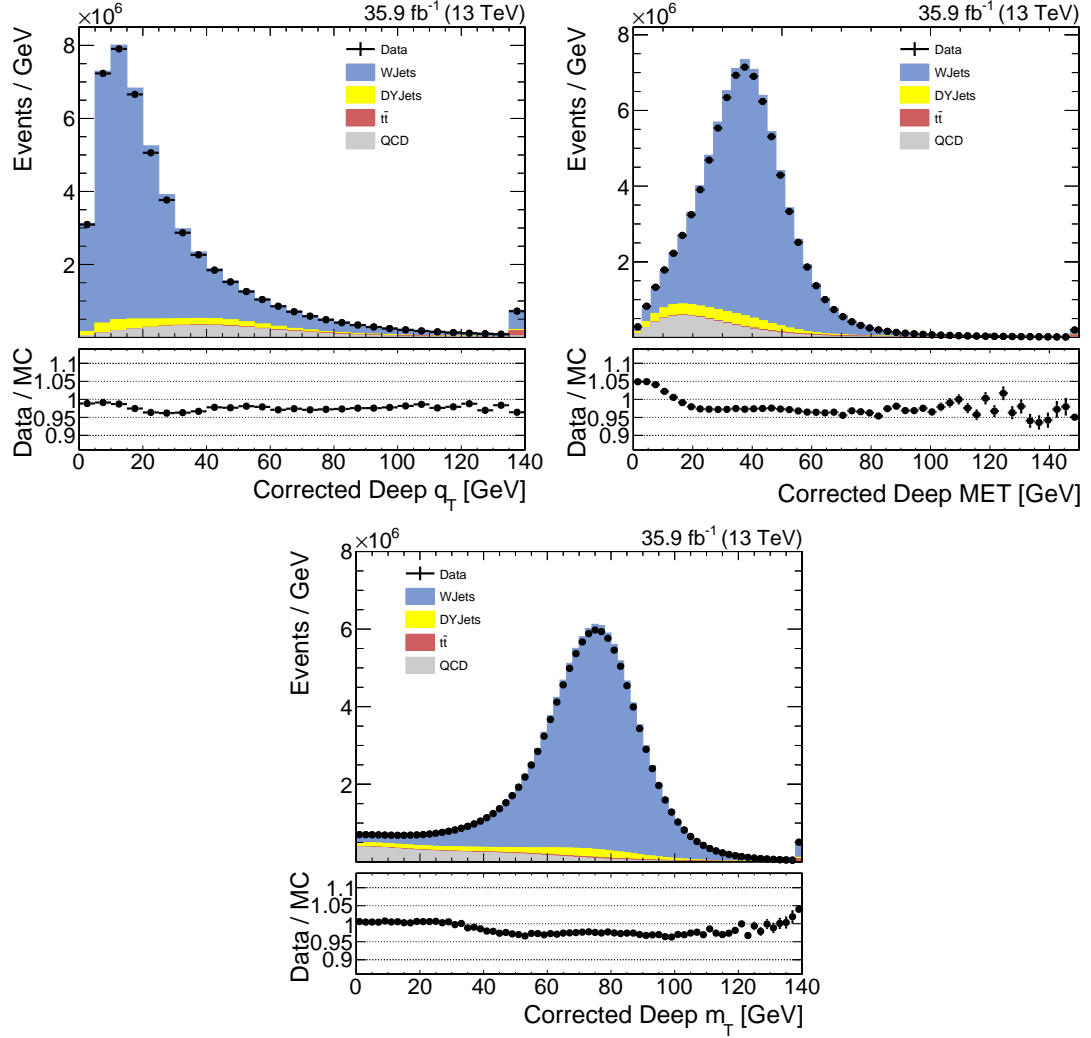 ×10⁶ 35.9 fb⁻¹ (13 TeV)
Events / GeV
8
6
4
2
Data
WJets
DYJets
tt̄
QCD
Data / MC
1.1
1.05
1
0.95
0.9
0 20 40 60 80 100 120 140
Corrected Deep q_T [GeV]
×10⁶ 35.9 fb⁻¹ (13 TeV)
Events / GeV
8
6
4
2
Data
WJets
DYJets
tt̄
QCD
Data / MC
1.1
1.05
1
0.95
0.9
0 20 40 60 80 100 120 140
Corrected Deep MET [GeV]
×10⁶ 35.9 fb⁻¹ (13 TeV)
Events / GeV
8
6
4
2
Data
WJets
DYJets
tt̄
QCD
Data / MC
1.1
1.05
1
0.95
0.9
0 20 40 60 80 100 120 140
Corrected Deep m_T [GeV]